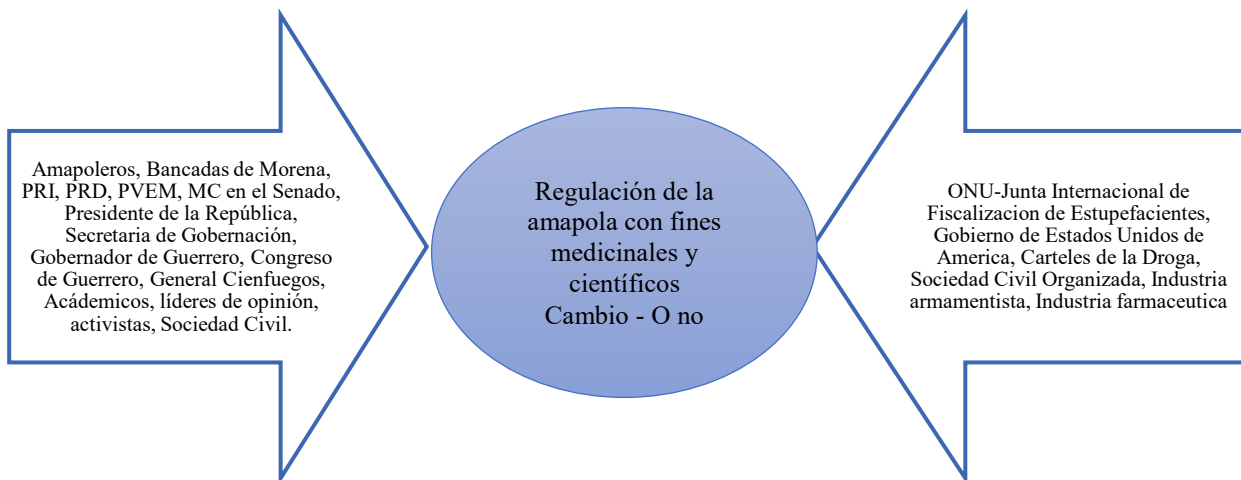 Amapoleros, Bancadas de Morena,
PRI, PRD, PVEM, MC en el Senado,
Presidente de la República,
Secretaria de Gobernación,
Gobernador de Guerrero, Congreso
de Guerrero, General Cienfuegos,
Acádemicos, líderes de opinión,
activistas, Sociedad Civil.
Regulación de la
amapola con fines
medicinales y
científicos
Cambio - O no
ONU-Junta Internacional de
Fiscalizacion de Estupefacientes,
Gobierno de Estados Unidos de
America, Carteles de la Droga,
Sociedad Civil Organizada, Industria
armamentista, Industria farmaceutica